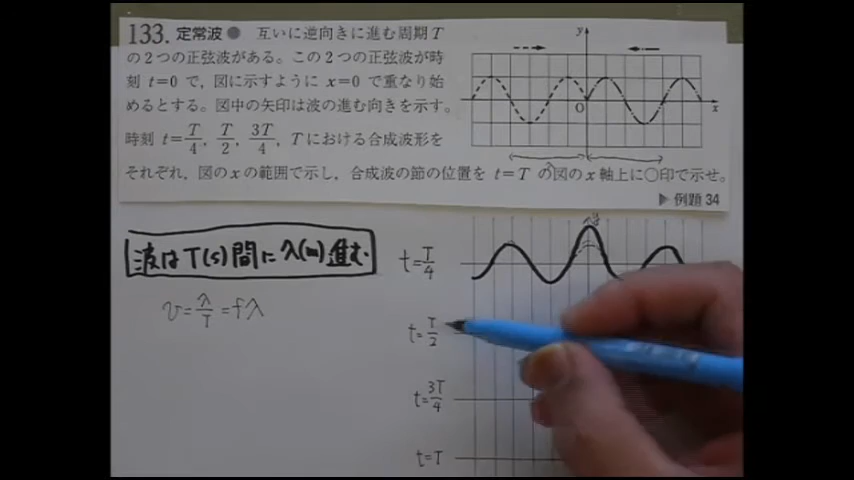 133. 定常波 ● 互いに逆向きに進む周期T
の2つの正弦波がある。この2つの正弦波が時
刻 t=0 で,図に示すように x=0 で重なり始
めるとする。図中の矢印は波の進む向きを示す。
時刻 t=T/4, T/2, 3T/4, Tにおける合成波形を
それぞれ,図のxの範囲で示し,合成波の節の位置を t=T の図のx軸上に○印で示せ。
▶例題 34
y
O
x
波はT(s)間にλ(m)進む.
v=λ/T=fλ
y
t=T/4
t=T/2
t=3T/4
t=T